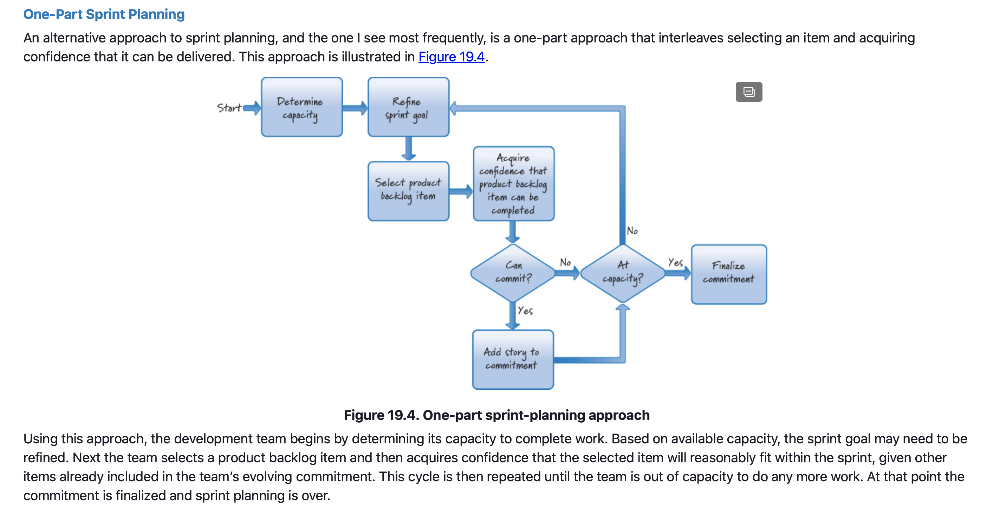 One-Part Sprint Planning
An alternative approach to sprint planning, and the one I see most frequently, is a one-part approach that interleaves selecting an item and acquiring
confidence that it can be delivered. This approach is illustrated in Figure 19.4.
Start
Determine
capacity
Refine
sprint goal
Select product
backlog item
Acquire
confidence that
product backlog
item can be
completed
No
Can
commit?
No
At
capacity?
Yes
Finalize
commitment
Yes
Add story to
commitment
Figure 19.4. One-part sprint-planning approach
Using this approach, the development team begins by determining its capacity to complete work. Based on available capacity, the sprint goal may need to be
refined. Next the team selects a product backlog item and then acquires confidence that the selected item will reasonably fit within the sprint, given other
items already included in the team’s evolving commitment. This cycle is then repeated until the team is out of capacity to do any more work. At that point the
commitment is finalized and sprint planning is over.